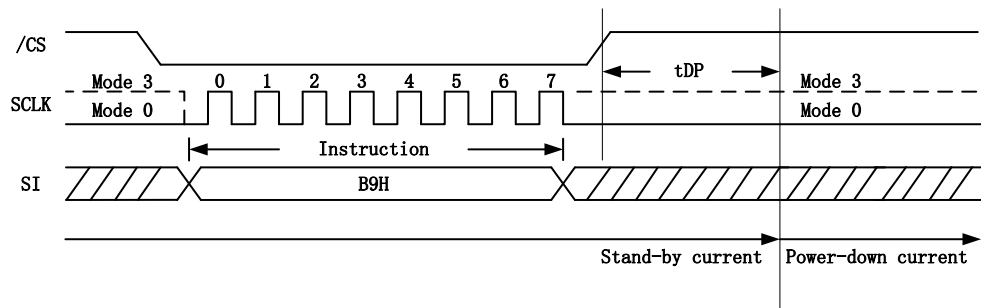 /CS
tDP
Mode 3 0 1 2 3 4 5 6 7 Mode 3
SCLK
Mode 0 Mode 0
Instruction
SI B9H
Stand-by current Power-down current